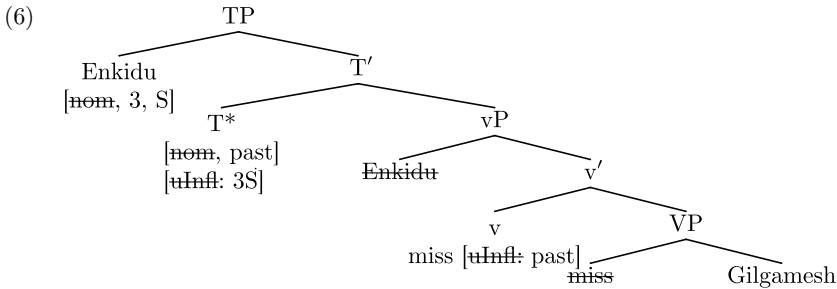 (6)
TP
Enkidu
[nom, 3, S]
T′
T*
[nom, past]
[uInfl: 3S]
vP
Enkidu
v′
v
miss [uInfl: past]
VP
miss
Gilgamesh